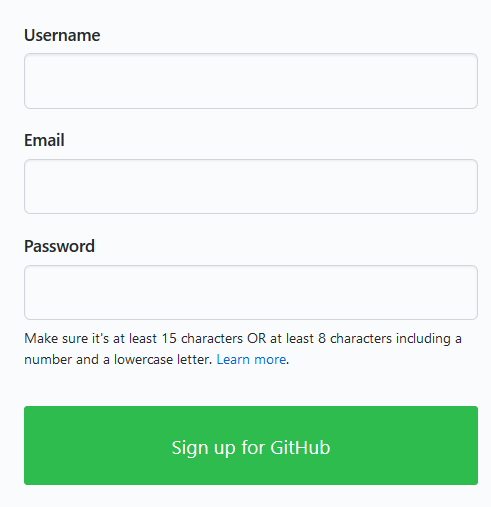 Username
Email
Password
Make sure it's at least 15 characters OR at least 8 characters including a
number and a lowercase letter. Learn more.
Sign up for GitHub